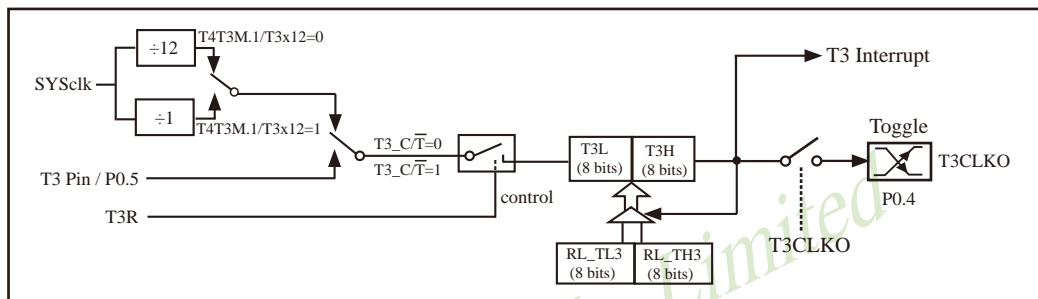 ÷12
T4T3M.1/T3x12=0
SYSclk
÷1
T4T3M.1/T3x12=1
T3 Pin / P0.5
T3R
T3_C/T̅=0
T3_C/T̅=1
control
T3L
(8 bits)
T3H
(8 bits)
RL_TL3
(8 bits)
RL_TH3
(8 bits)
T3 Interrupt
Toggle
T3CLKO
P0.4
T3CLKO
Limited